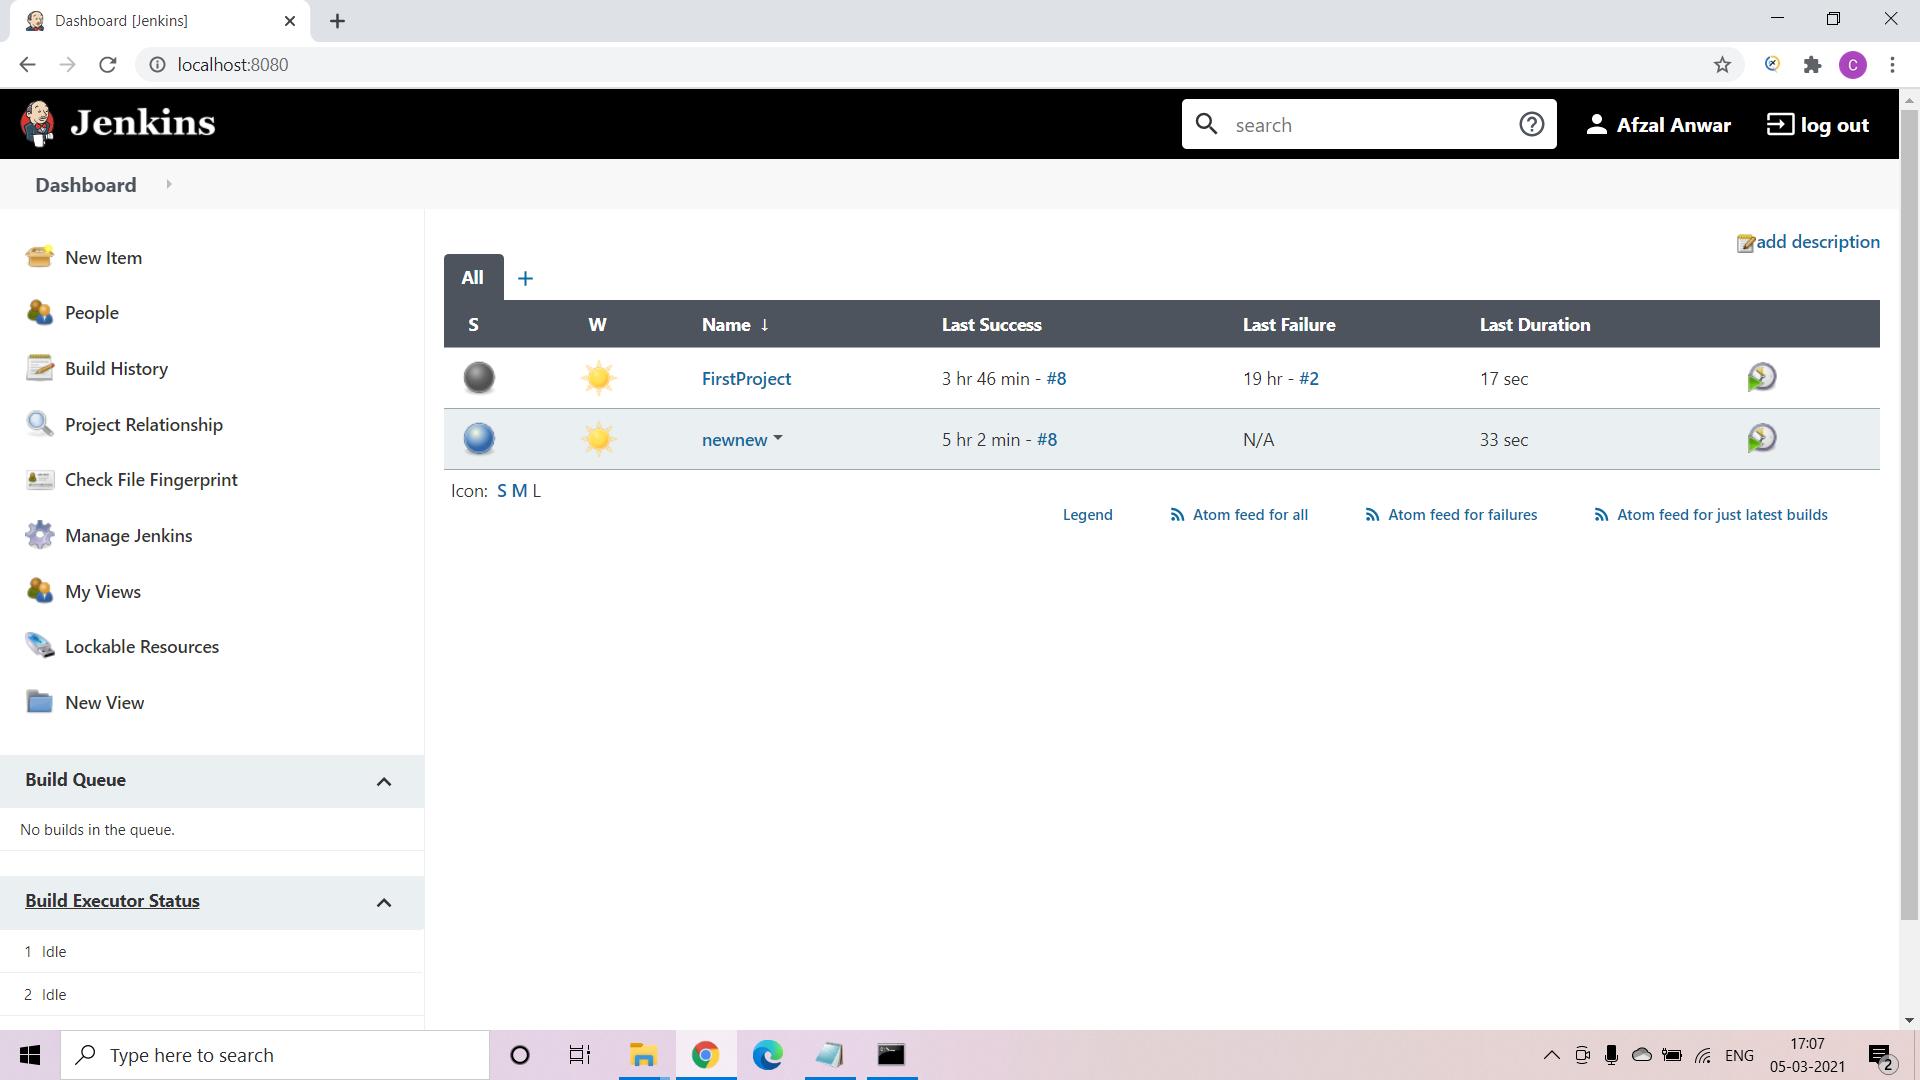 Dashboard [Jenkins]
localhost:8080
C
Jenkins
search
Afzal Anwar
log out
Dashboard
New Item
People
Build History
Project Relationship
Check File Fingerprint
Manage Jenkins
My Views
Lockable Resources
New View
Build Queue
No builds in the queue.
Build Executor Status
1 Idle
2 Idle
add description
All +
S W Name ↓ Last Success Last Failure Last Duration
FirstProject 3 hr 46 min - #8 19 hr - #2 17 sec
newnew 5 hr 2 min - #8 N/A 33 sec
Icon: S M L
Legend Atom feed for all Atom feed for failures Atom feed for just latest builds
Type here to search
ENG
17:07
05-03-2021
2